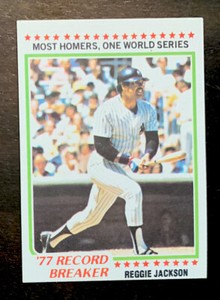 MOST HOMERS, ONE WORLD SERIES
'77 RECORD
BREAKER
REGGIE JACKSON